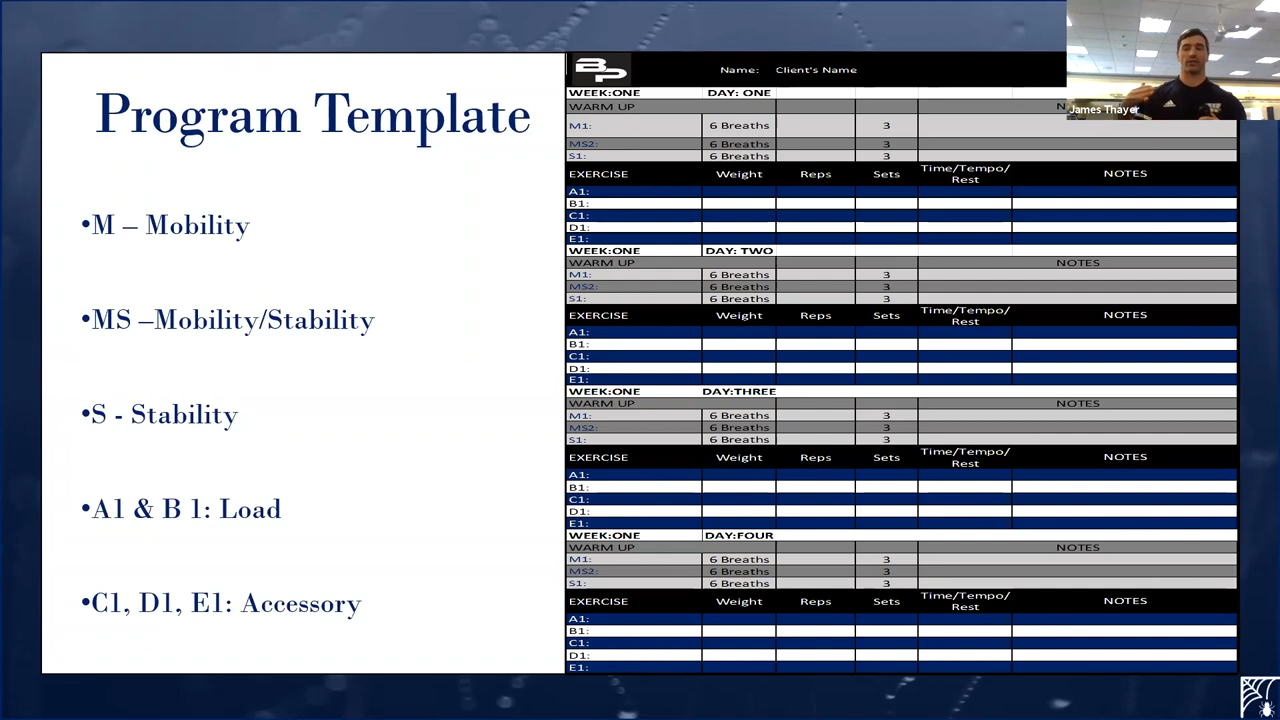 Program Template
•M – Mobility
•MS –Mobility/Stability
•S - Stability
•A1 & B 1: Load
•C1, D1, E1: Accessory
BP
Name: Client's Name
James Thayer
WEEK:ONE DAY: ONE
WARM UP N
M1: 6 Breaths 3
MS2: 6 Breaths 3
S1: 6 Breaths 3
EXERCISE Weight Reps Sets Time/Tempo/ Rest NOTES
A1:
B1:
C1:
D1:
E1:
WEEK:ONE DAY: TWO
WARM UP NOTES
M1: 6 Breaths 3
MS2: 6 Breaths 3
S1: 6 Breaths 3
EXERCISE Weight Reps Sets Time/Tempo/ Rest NOTES
A1:
B1:
C1:
D1:
E1:
WEEK:ONE DAY:THREE
WARM UP NOTES
M1: 6 Breaths 3
MS2: 6 Breaths 3
S1: 6 Breaths 3
EXERCISE Weight Reps Sets Time/Tempo/ Rest NOTES
A1:
B1:
C1:
D1:
E1:
WEEK:ONE DAY:FOUR
WARM UP NOTES
M1: 6 Breaths 3
MS2: 6 Breaths 3
S1: 6 Breaths 3
EXERCISE Weight Reps Sets Time/Tempo/ Rest NOTES
A1:
B1:
C1:
D1:
E1: